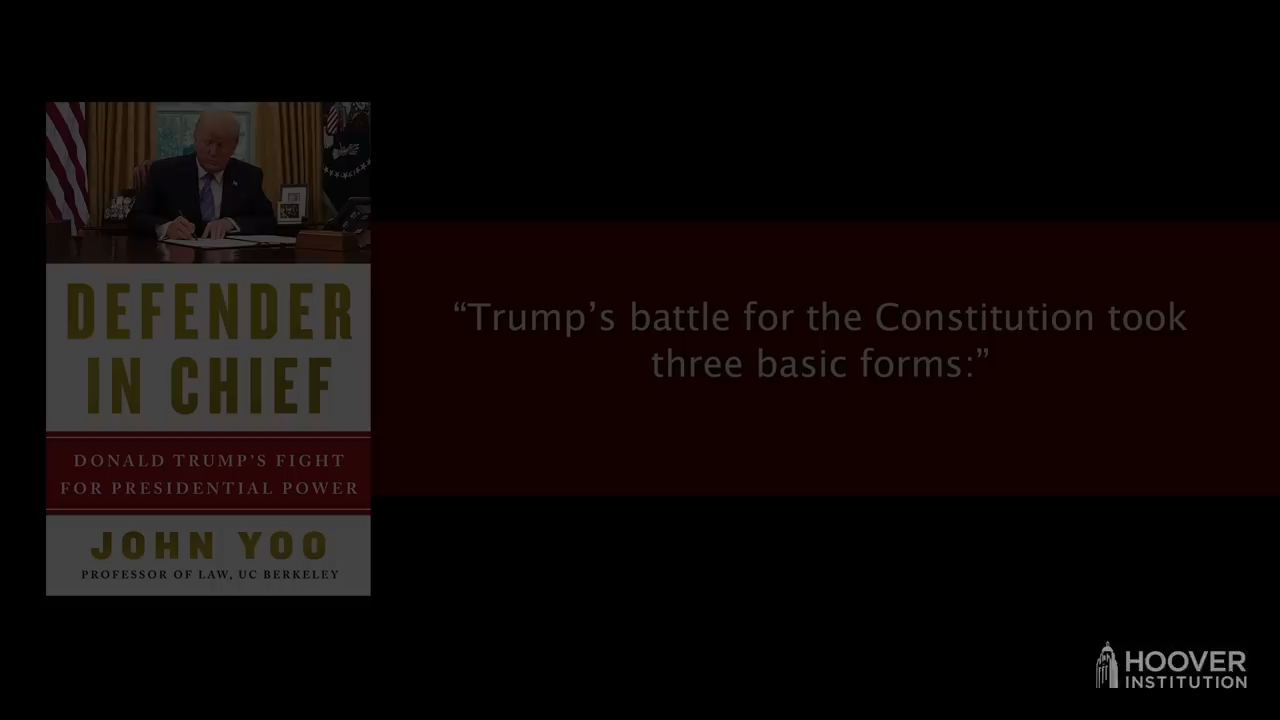 DEFENDER
IN CHIEF
DONALD TRUMP'S FIGHT
FOR PRESIDENTIAL POWER
JOHN YOO
PROFESSOR OF LAW, UC BERKELEY
“Trump’s battle for the Constitution took
three basic forms:”
HOOVER
INSTITUTION